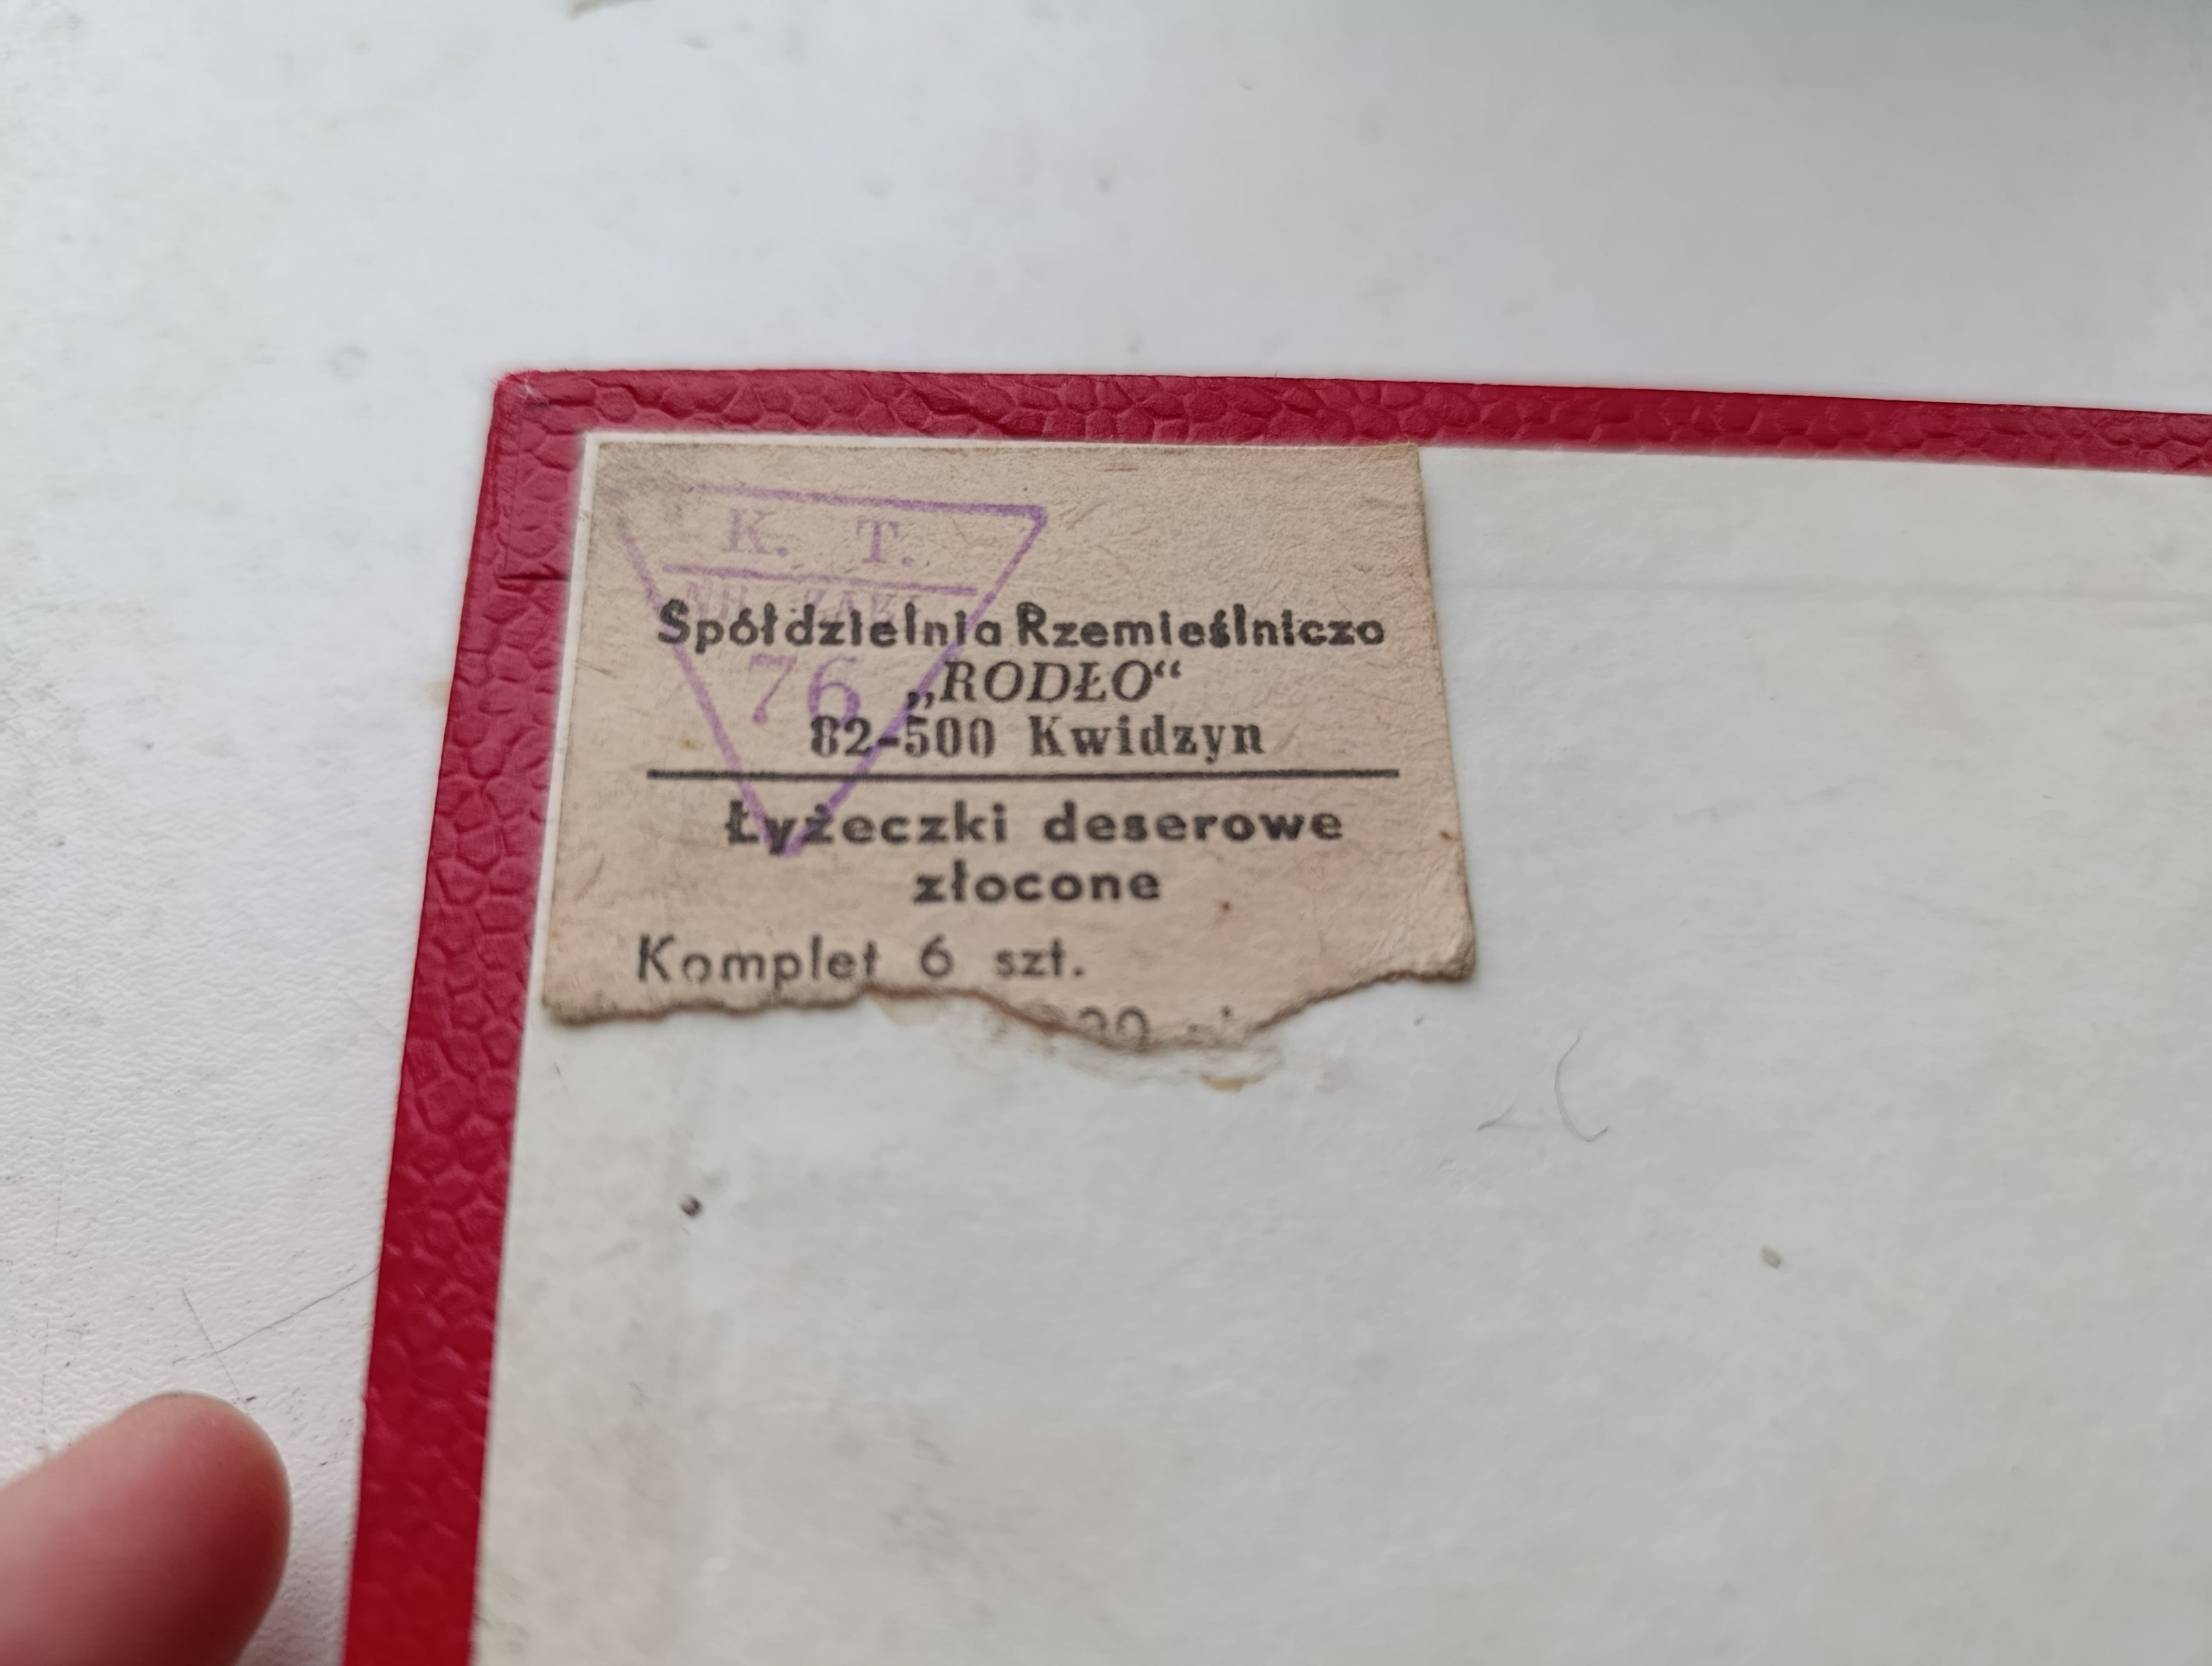 K. T.
Spółdzielnia Rzemieślnicza
76
„RODŁO“
82-500 Kwidzyn
Łyżeczki deserowe
złocone
Komplet 6 szt.